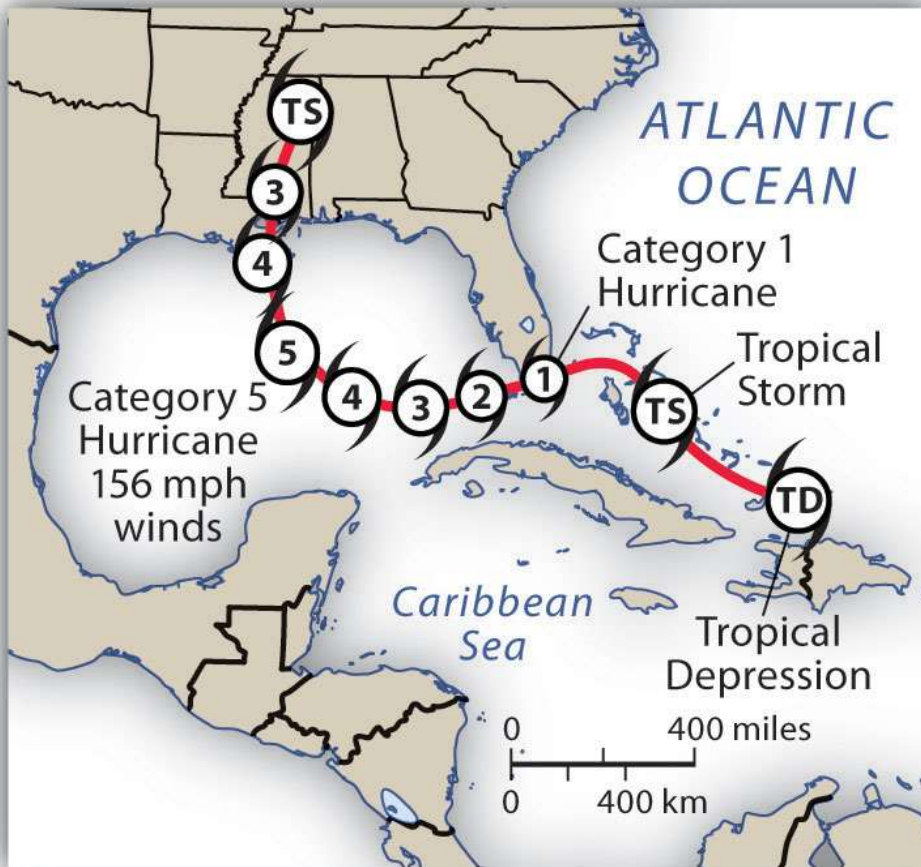 TS
3
4
5
4
3
2
1
TS
TD
ATLANTIC
OCEAN
Category 1
Hurricane
Tropical
Storm
Category 5
Hurricane
156 mph
winds
Caribbean
Sea
Tropical
Depression
0 400 miles
0 400 km